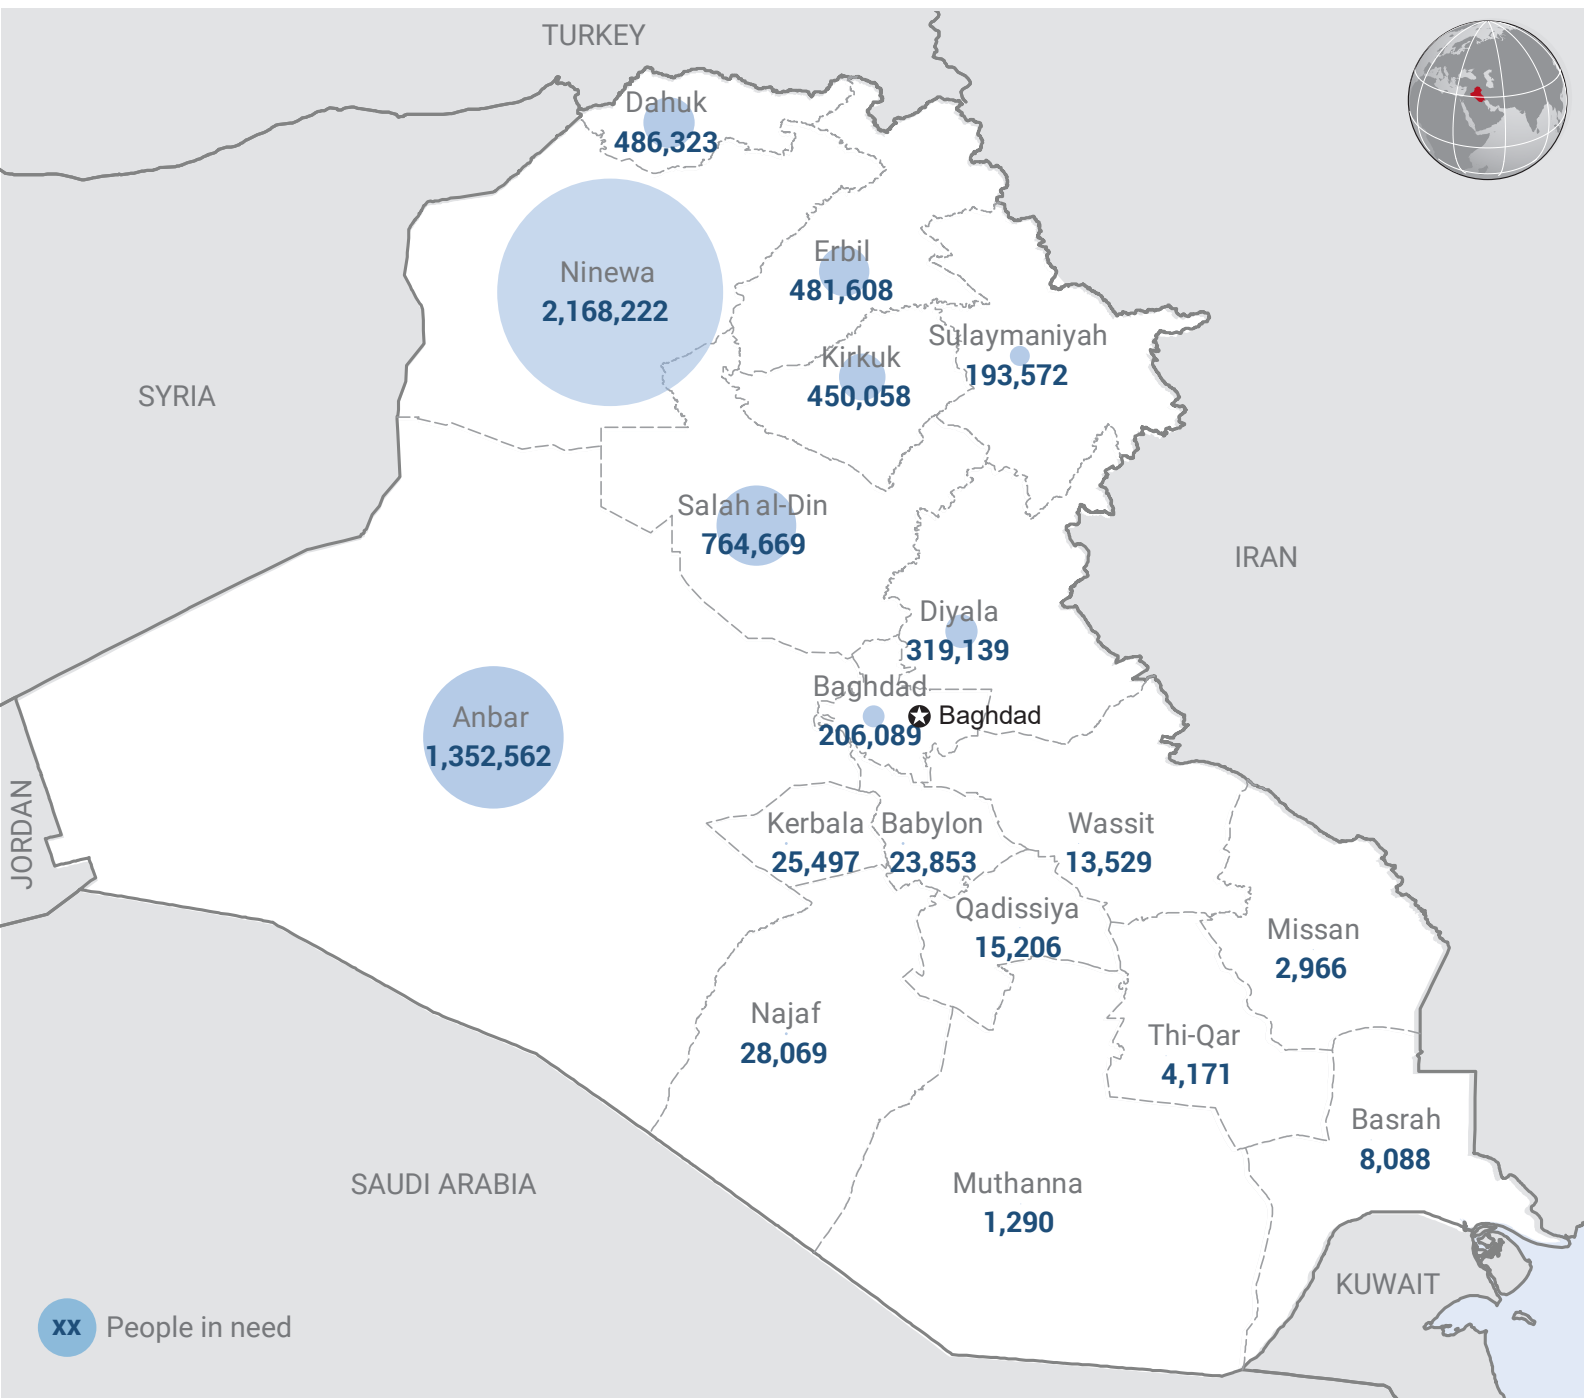 TURKEY
Dahuk
486,323
Ninewa
2,168,222
Erbil
481,608
Sulaymaniyah
193,572
Kirkuk
450,058
SYRIA
Salah al-Din
764,669
IRAN
Diyala
319,139
Baghdad
206,089
Baghdad
Anbar
1,352,562
JORDAN
Kerbala
25,497
Babylon
23,853
Wassit
13,529
Qadissiya
15,206
Missan
2,966
Najaf
28,069
Thi-Qar
4,171
Basrah
8,088
SAUDI ARABIA
Muthanna
1,290
KUWAIT
xx People in need